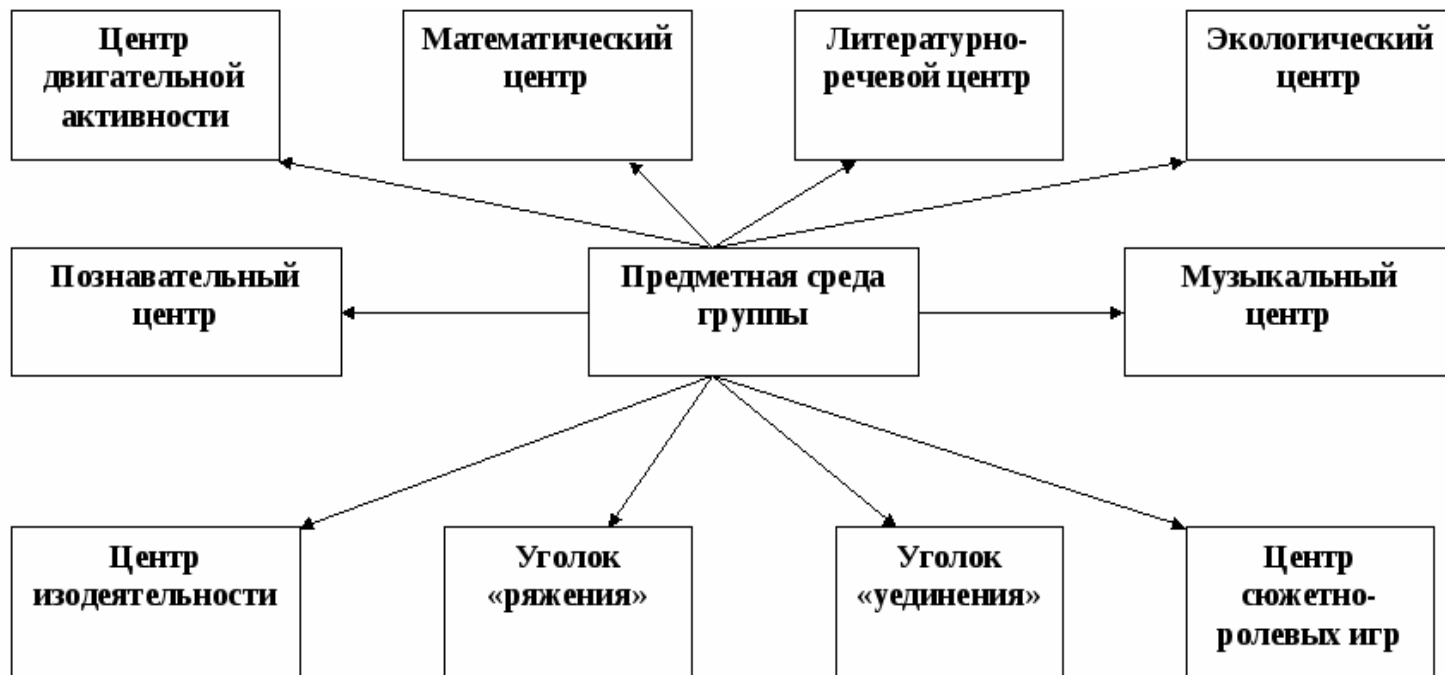 Центр
двигательной
активности
Математический
центр
Литературно-
речевой центр
Экологический
центр
Познавательный
центр
Предметная среда
группы
Музыкальный
центр
Центр
изодеятельности
Уголок
«ряжения»
Уголок
«уединения»
Центр
сюжетно-
ролевых игр